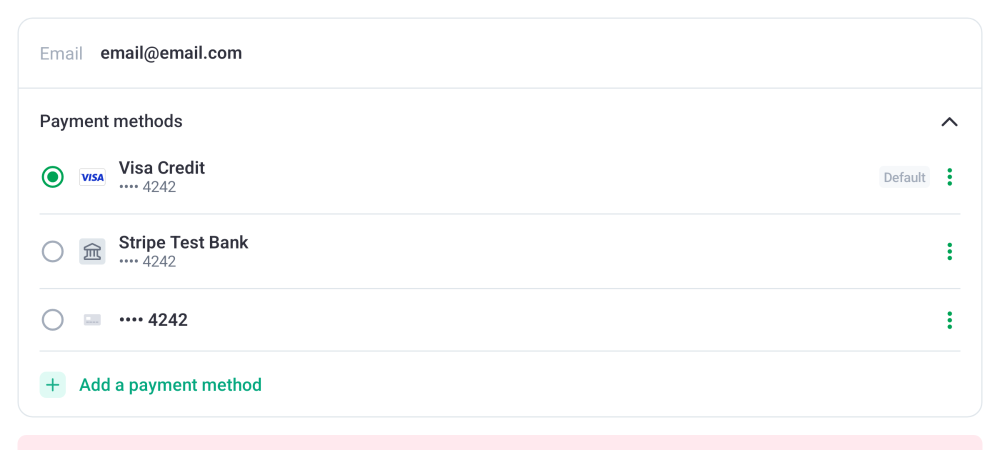 Email email@email.com
Payment methods
VISA Visa Credit
•••• 4242
Default
Stripe Test Bank
•••• 4242
•••• 4242
Add a payment method